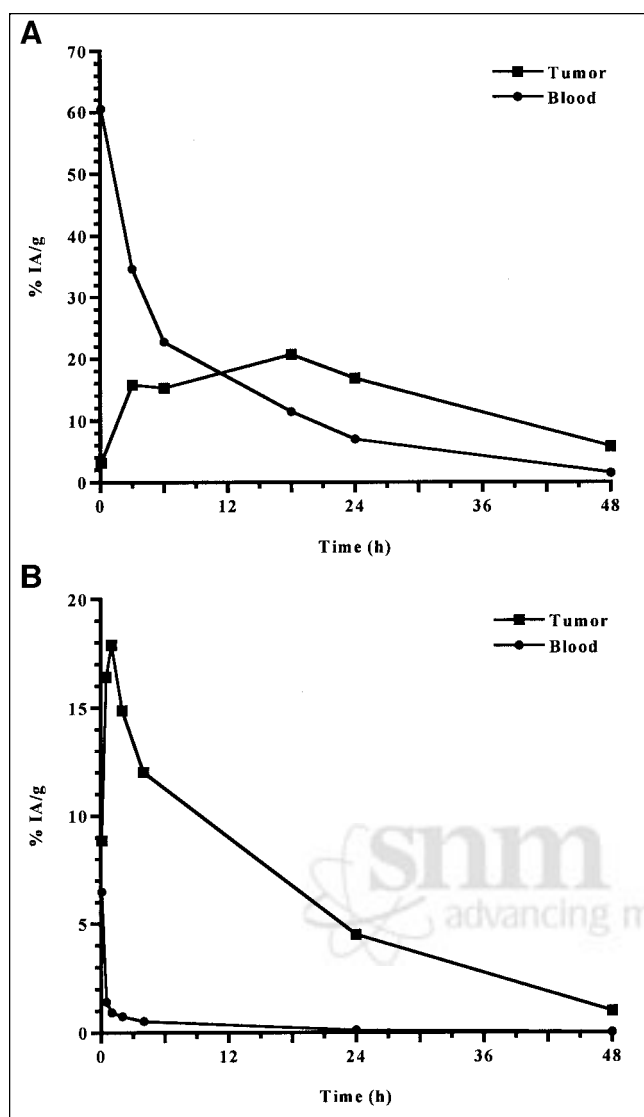 A
70
60
50
40
30
20
10
0
% IA/g
Tumor
Blood
0 12 24 36 48
Time (h)
B
20
15
10
5
0
% IA/g
Tumor
Blood
snm
advancing m
0 12 24 36 48
Time (h)